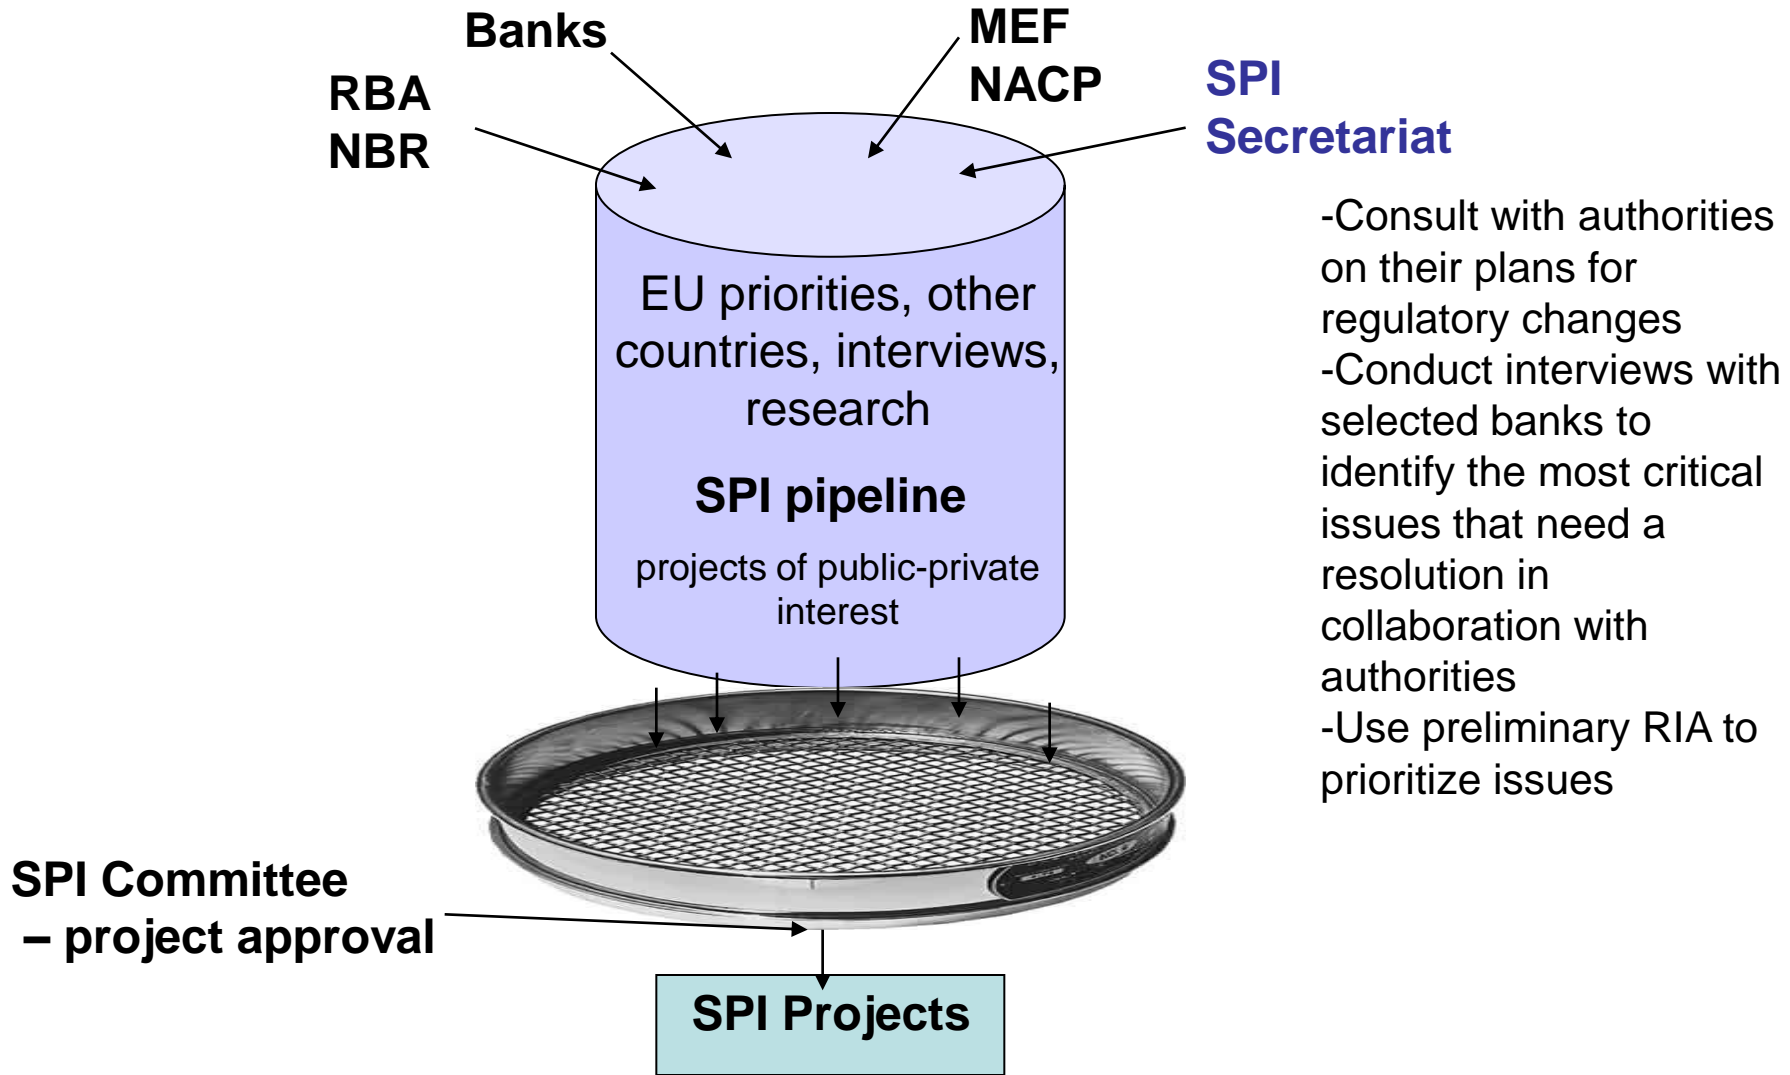 Banks
MEF
NACP
RBA
NBR
SPI
Secretariat
EU priorities, other
countries, interviews,
research
SPI pipeline
projects of public-private
interest
-Consult with authorities
on their plans for
regulatory changes
-Conduct interviews with
selected banks to
identify the most critical
issues that need a
resolution in
collaboration with
authorities
-Use preliminary RIA to
prioritize issues
SPI Committee
– project approval
SPI Projects